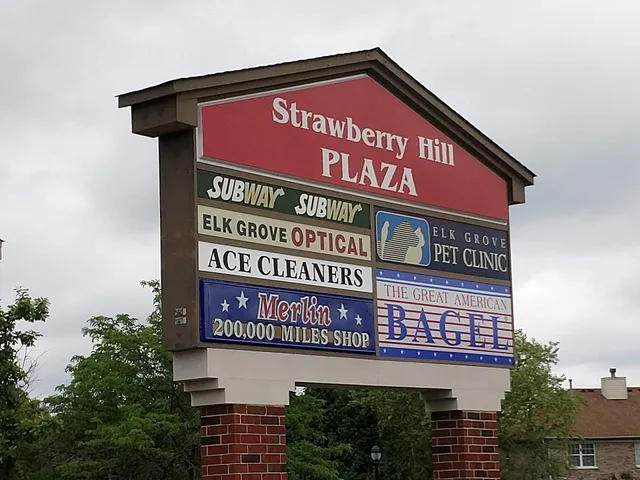 Strawberry Hill
PLAZA
SUBWAY SUBWAY
ELK GROVE OPTICAL
ACE CLEANERS
Merlin
200,000 MILES SHOP
ELK GROVE
PET CLINIC
THE GREAT AMERICAN
BAGEL